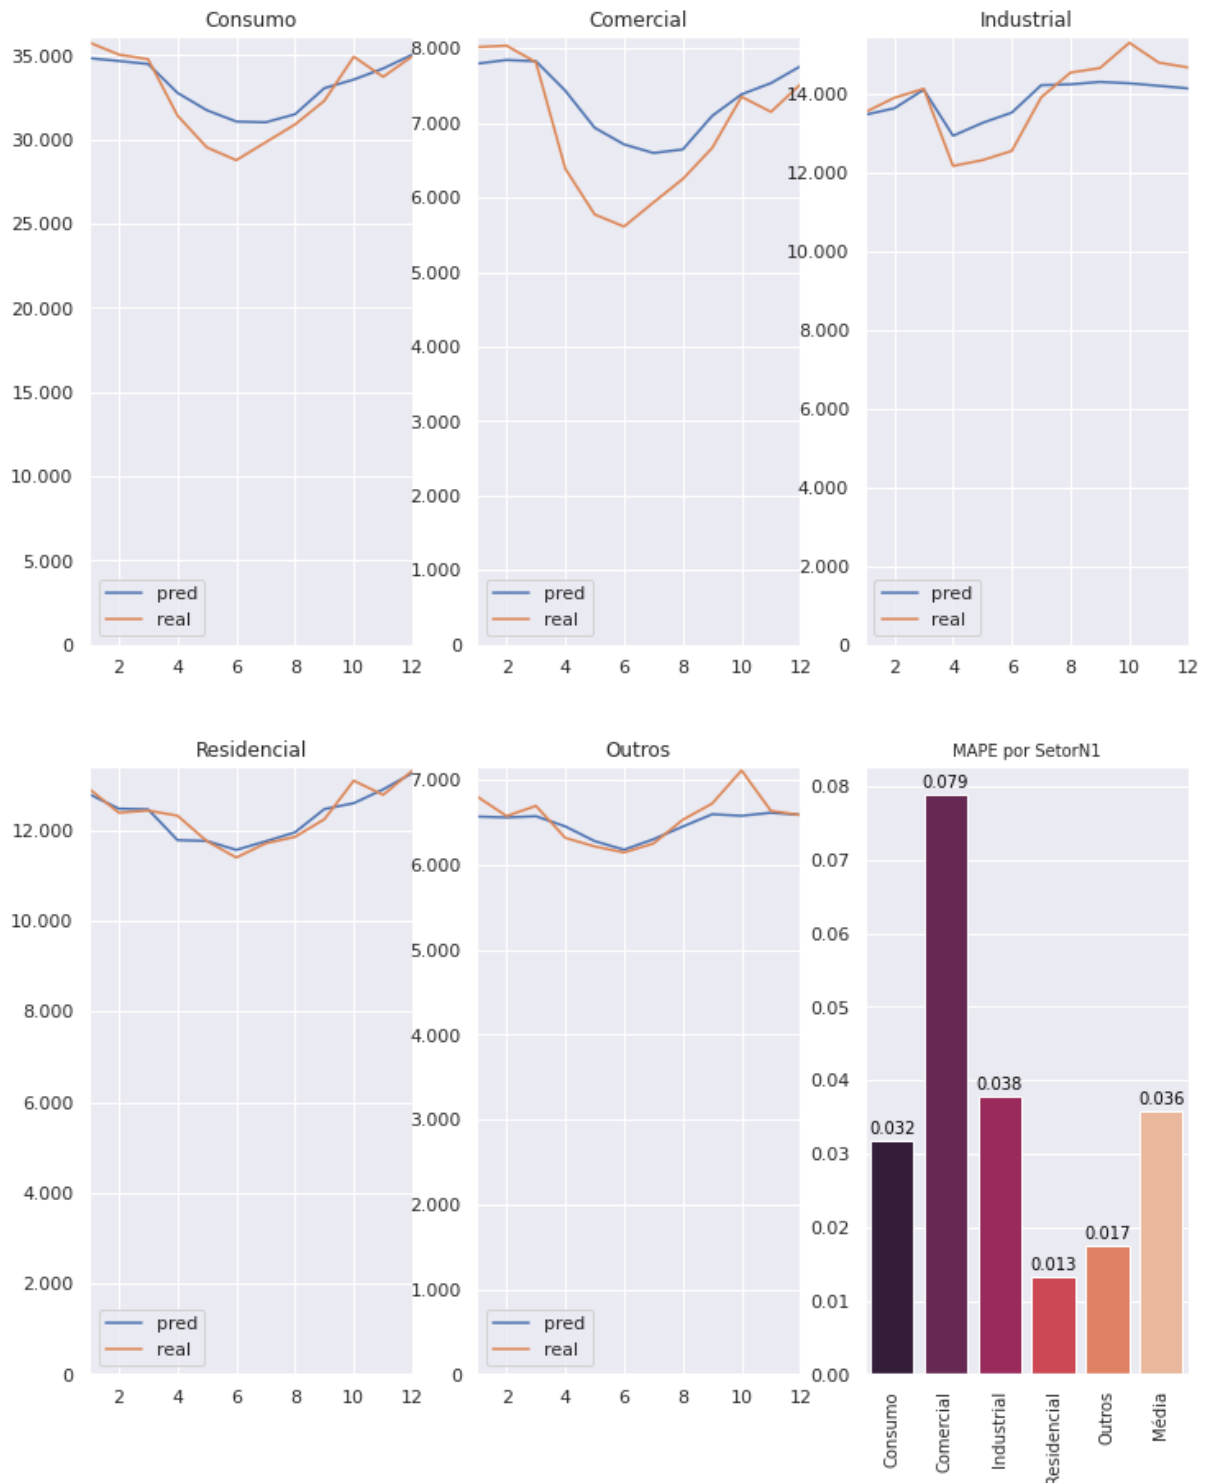 Consumo
35.000
30.000
25.000
20.000
15.000
10.000
5.000
0
2 4 6 8 10 12
pred
real
Comercial
8.000
7.000
6.000
5.000
4.000
3.000
2.000
1.000
0
2 4 6 8 10 12
pred
real
Industrial
14.000
12.000
10.000
8.000
6.000
4.000
2.000
0
2 4 6 8 10 12
pred
real
Residencial
12.000
10.000
8.000
6.000
4.000
2.000
0
2 4 6 8 10 12
pred
real
Outros
7.000
6.000
5.000
4.000
3.000
2.000
1.000
0
2 4 6 8 10 12
pred
real
MAPE por SetorN1
0.08
0.07
0.06
0.05
0.04
0.03
0.02
0.01
0.00
0.032
0.079
0.038
0.013
0.017
0.036
Consumo
Comercial
Industrial
Residencial
Outros
Média